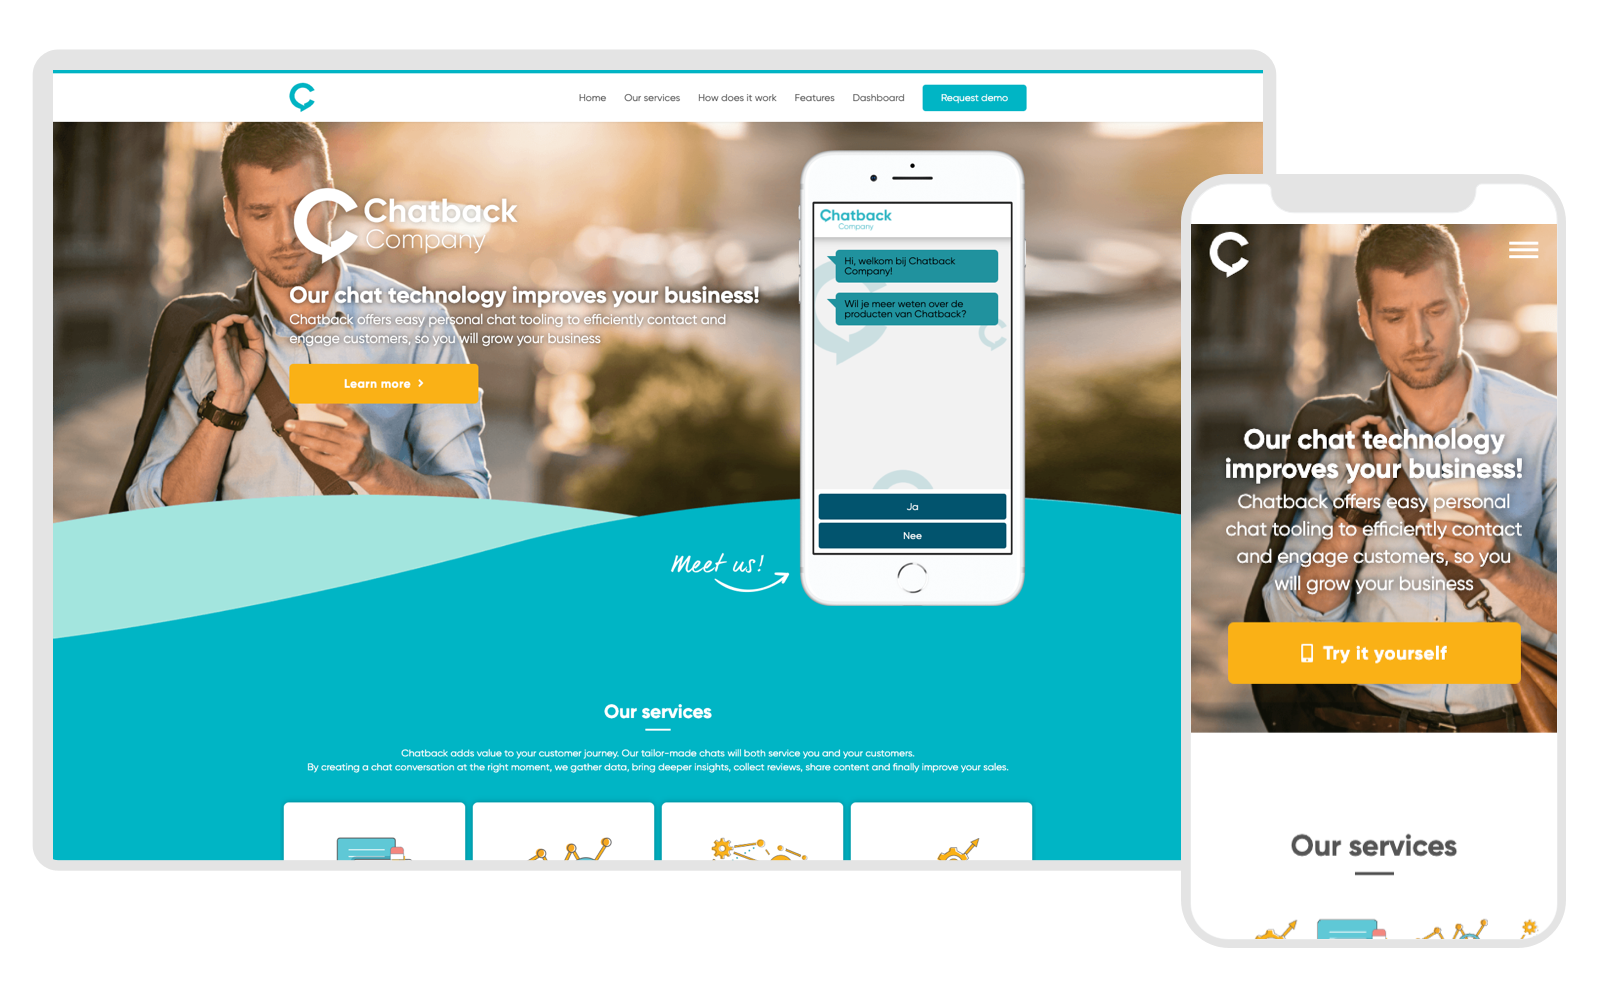 Home Our services How does it work Features Dashboard Request demo
Chatback
Company
Our chat technology improves your business!
Chatback offers easy personal chat tooling to efficiently contact and
engage customers, so you will grow your business
Learn more
Chatback
Company
Hi, welkom bij Chatback
Company!
Wil je meer weten over de
producten van Chatback?
Ja
Nee
Meet us!
Our services
Chatback adds value to your customer journey. Our tailor-made chats will both service you and your customers.
By creating a chat conversation at the right moment, we gather data, bring deeper insights, collect reviews, share content and finally improve your sales.
Our chat technology
improves your business!
Chatback offers easy personal
chat tooling to efficiently contact
and engage customers, so you
will grow your business
Try it yourself
Our services